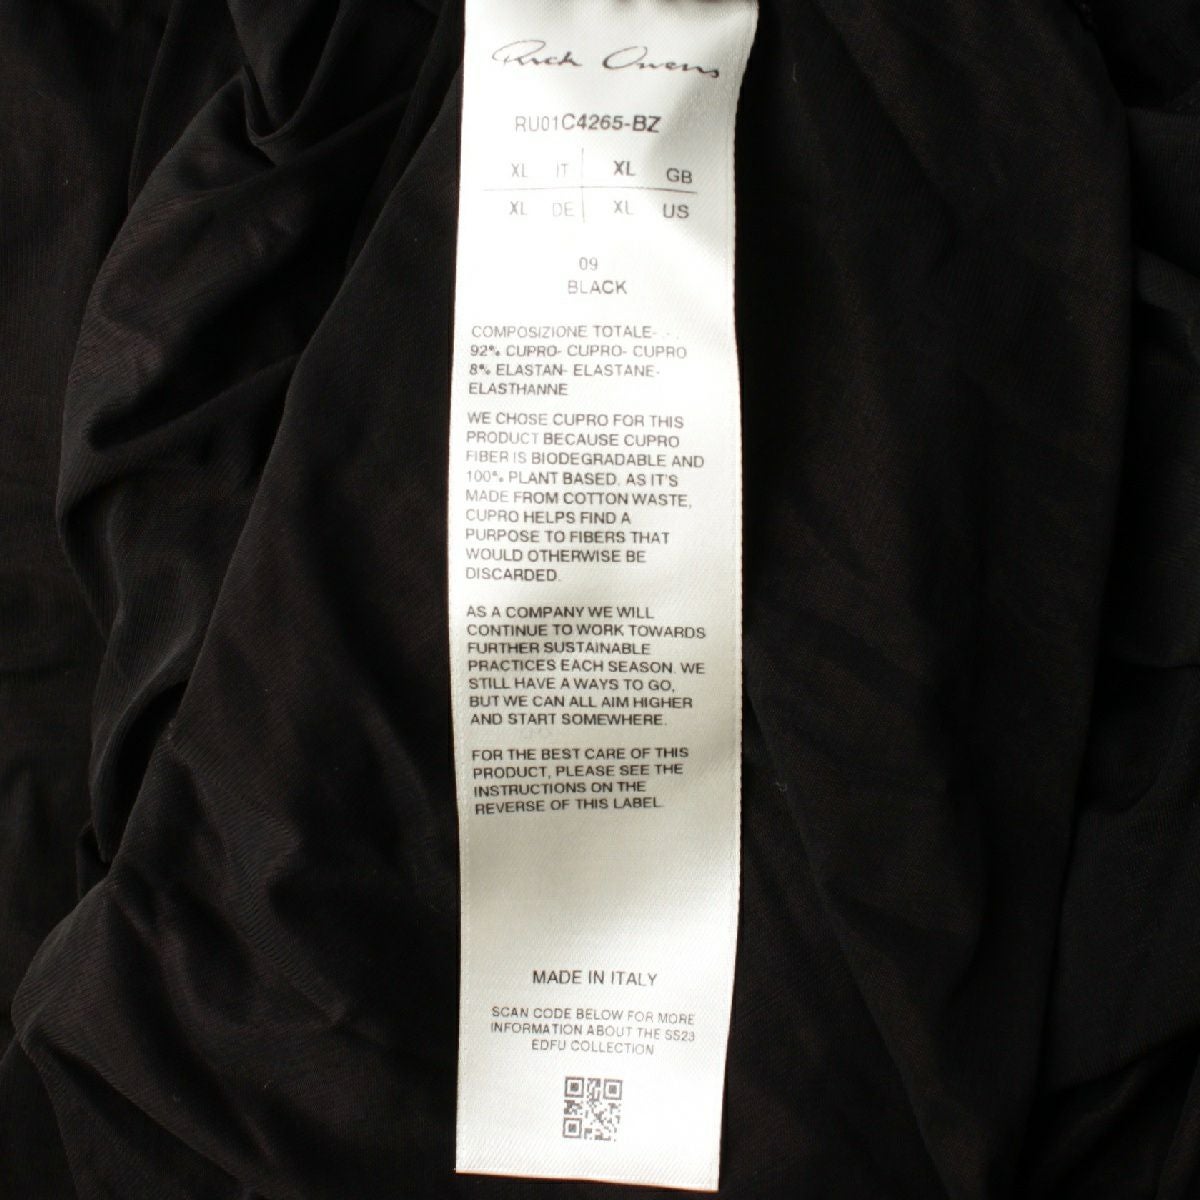 Rick Owens
RU01C4265-BZ
XL IT XL GB
XL DE XL US
09
BLACK
COMPOSIZIONE TOTALE- . -
92% CUPRO- CUPRO- CUPRO
8% ELASTAN- ELASTANE-
ELASTHANNE
WE CHOSE CUPRO FOR THIS
PRODUCT BECAUSE CUPRO
FIBER IS BIODEGRADABLE AND
100% PLANT BASED. AS IT'S
MADE FROM COTTON WASTE,
CUPRO HELPS FIND A
PURPOSE TO FIBERS THAT
WOULD OTHERWISE BE
DISCARDED.
AS A COMPANY WE WILL
CONTINUE TO WORK TOWARDS
FURTHER SUSTAINABLE
PRACTICES EACH SEASON. WE
STILL HAVE A WAYS TO GO,
BUT WE CAN ALL AIM HIGHER
AND START SOMEWHERE.
FOR THE BEST CARE OF THIS
PRODUCT, PLEASE SEE THE
INSTRUCTIONS ON THE
REVERSE OF THIS LABEL.
MADE IN ITALY
SCAN CODE BELOW FOR MORE
INFORMATION ABOUT THE SS23
EDFU COLLECTION